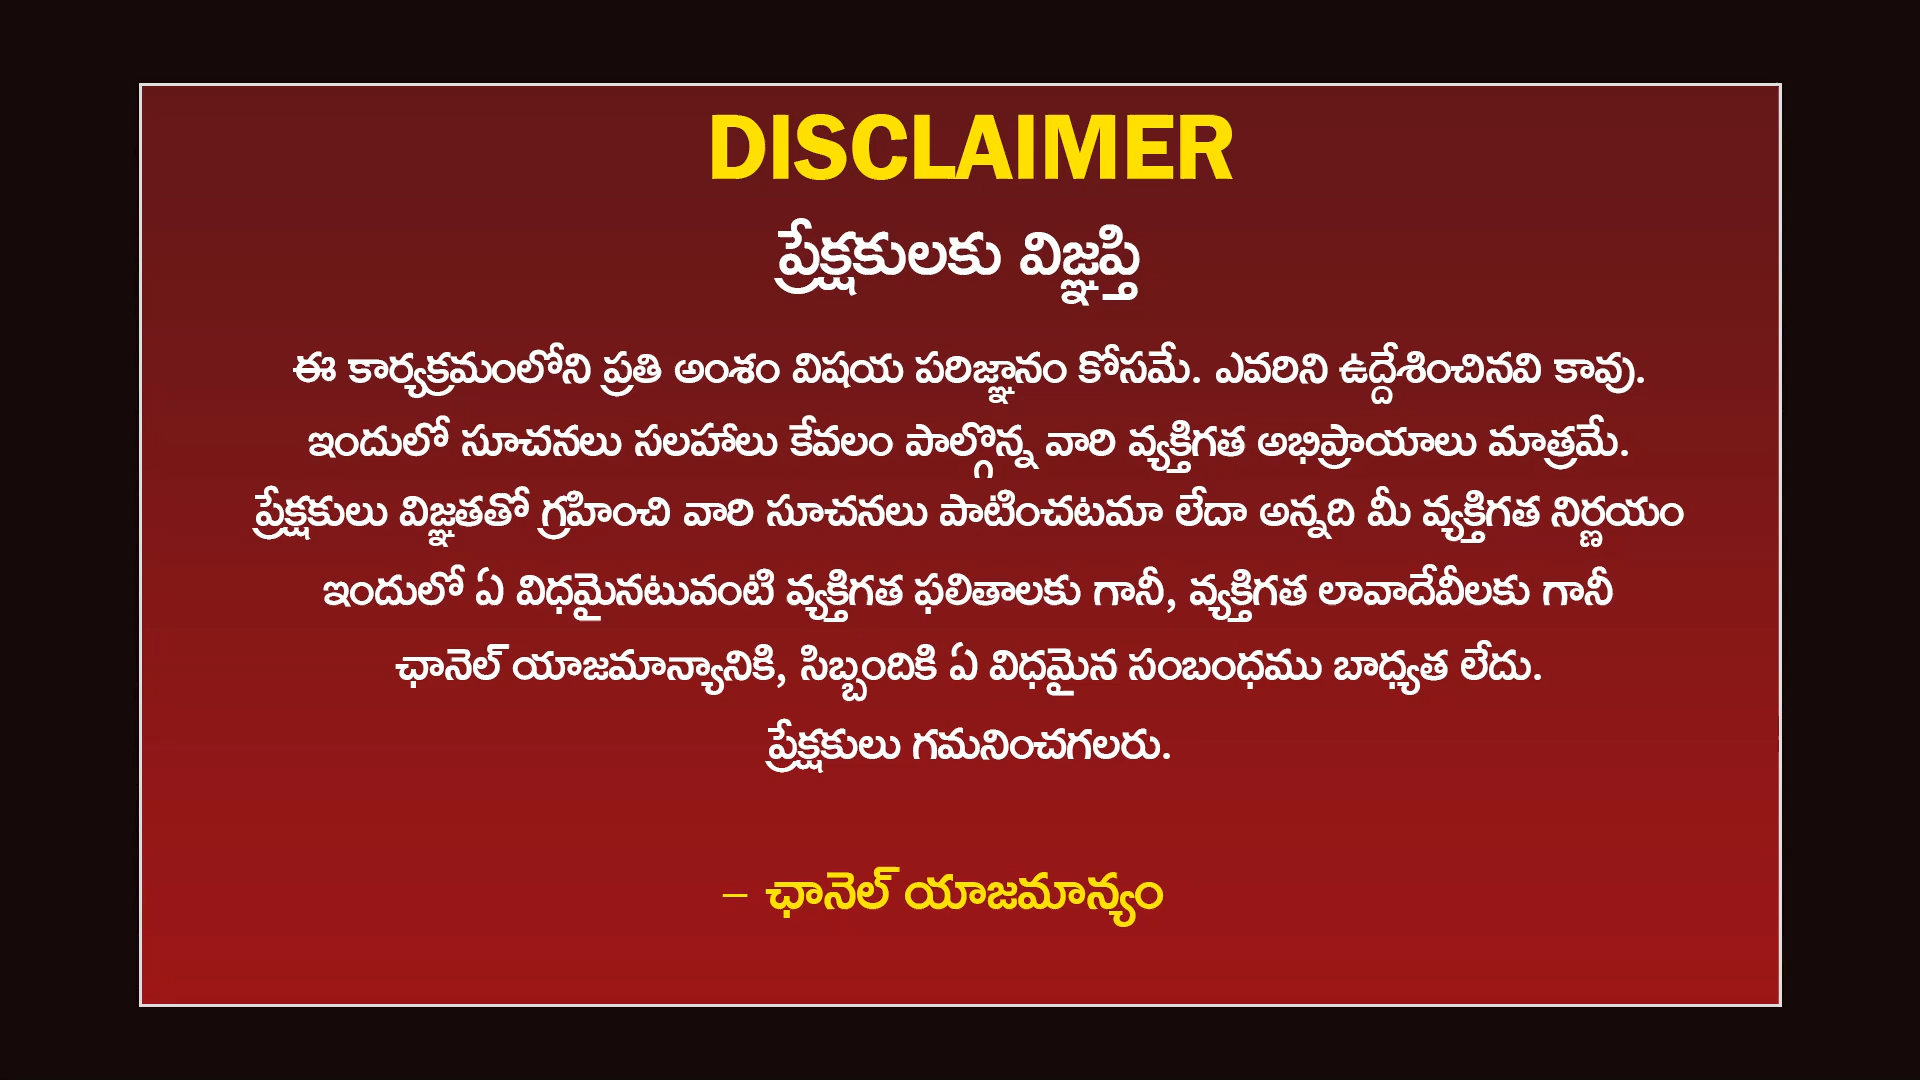 DISCLAIMER
ప్రేక్షకులకు విజ్ఞప్తి
ఈ కార్యక్రమంలోని ప్రతి అంశం విషయ పరిజ్ఞానం కోసమే. ఎవరిని ఉద్దేశించినవి కావు.
ఇందులో సూచనలు సలహాలు కేవలం పాల్గొన్న వారి వ్యక్తిగత అభిప్రాయాలు మాత్రమే.
ప్రేక్షకులు విజ్ఞతతో గ్రహించి వారి సూచనలు పాటించటమా లేదా అన్నది మీ వ్యక్తిగత నిర్ణయం
ఇందులో ఏ విధమైనటువంటి వ్యక్తిగత ఫలితాలకు గానీ, వ్యక్తిగత లావాదేవీలకు గానీ
ఛానెల్ యాజమాన్యానికి, సిబ్బందికి ఏ విధమైన సంబంధము బాధ్యత లేదు.
ప్రేక్షకులు గమనించగలరు.
– ఛానెల్ యాజమాన్యం